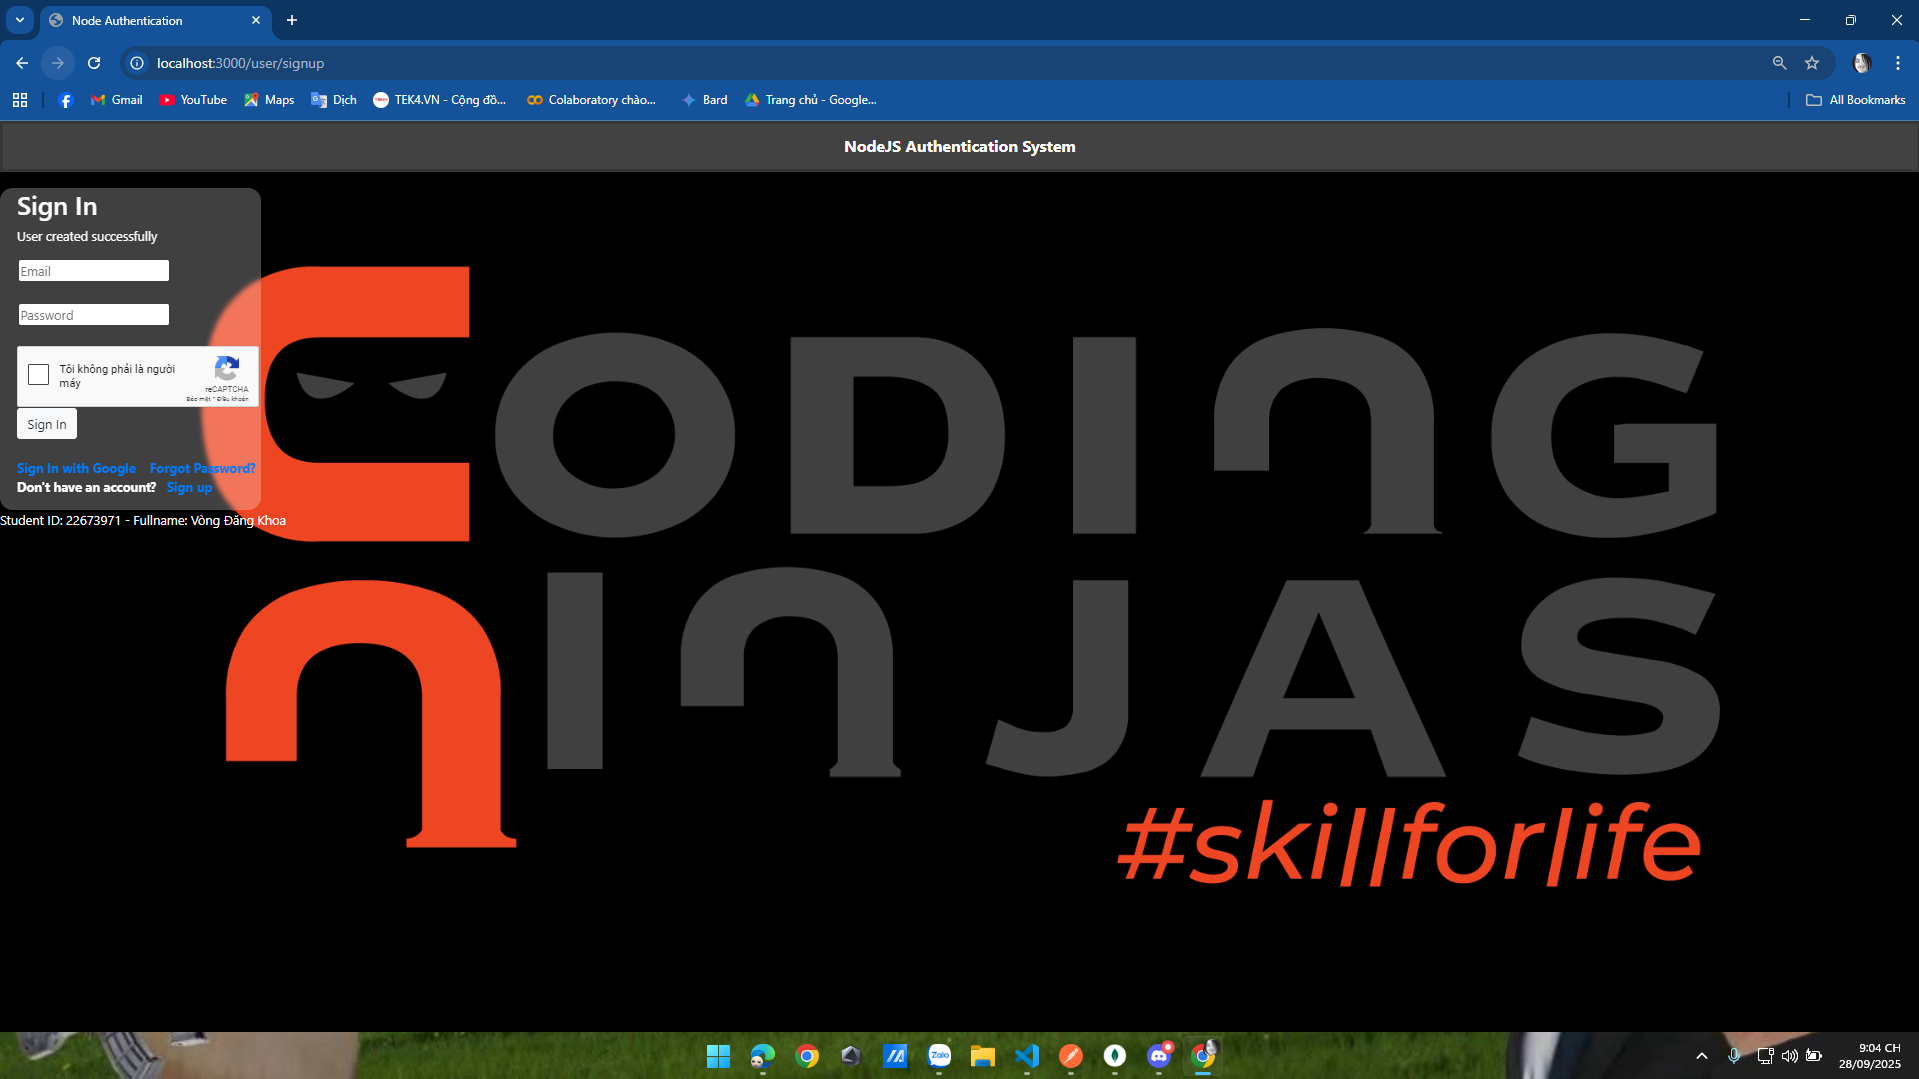 Node Authentication
localhost:3000/user/signup
Gmail
YouTube
Maps
Dịch
TEK4.VN - Cộng đồ...
Colaboratory chào...
Bard
Trang chủ - Google...
All Bookmarks
NodeJS Authentication System
Sign In
User created successfully
Email
Password
Tôi không phải là người
máy
reCAPTCHA
Bảo mật - Điều khoản
Sign In
Sign In with Google Forgot Password?
Don't have an account? Sign up
Student ID: 22673971 - Fullname: Vòng Đăng Khoa
CODING
NINJAS
#skillforlife
Zalo
9:04 CH
28/09/2025